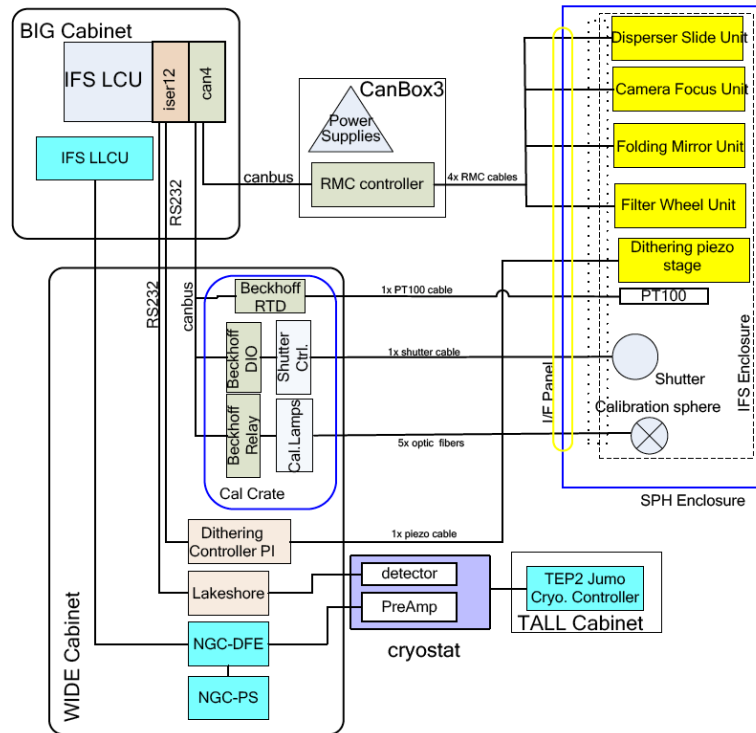 BIG Cabinet
IFS LCU
iser12
can4
IFS LLCU
CanBox3
Power
Supplies
RMC controller
canbus
4x RMC cables
RS232
RS232
canbus
Disperser Slide Unit
Camera Focus Unit
Folding Mirror Unit
Filter Wheel Unit
Dithering piezo
stage
PT100
Shutter
Calibration sphere
I/F Panel
IFS Enclosure
SPH Enclosure
WIDE Cabinet
Beckhoff
RTD
1x PT100 cable
Beckhoff
DIO
Shutter
Ctrl.
1x shutter cable
Beckhoff
Relay
Cal.Lamps
5x optic fibers
Cal Crate
Dithering
Controller PI
1x piezo cable
Lakeshore
NGC-DFE
NGC-PS
detector
PreAmp
cryostat
TEP2 Jumo
Cryo. Controller
TALL Cabinet